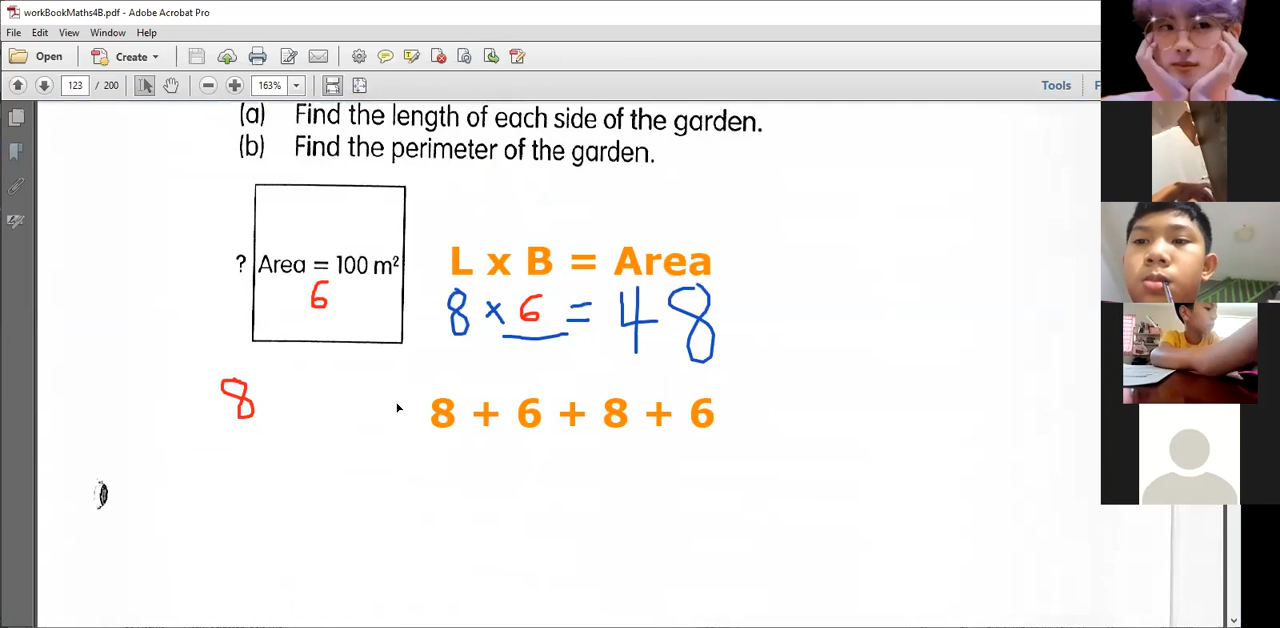 workBookMaths4B.pdf - Adobe Acrobat Pro
File Edit View Window Help
Open Create
123 / 200 163% Tools F
(a) Find the length of each side of the garden.
(b) Find the perimeter of the garden.
? Area = 100 m²
6
L x B = Area
8 × 6 = 48
8
8 + 6 + 8 + 6